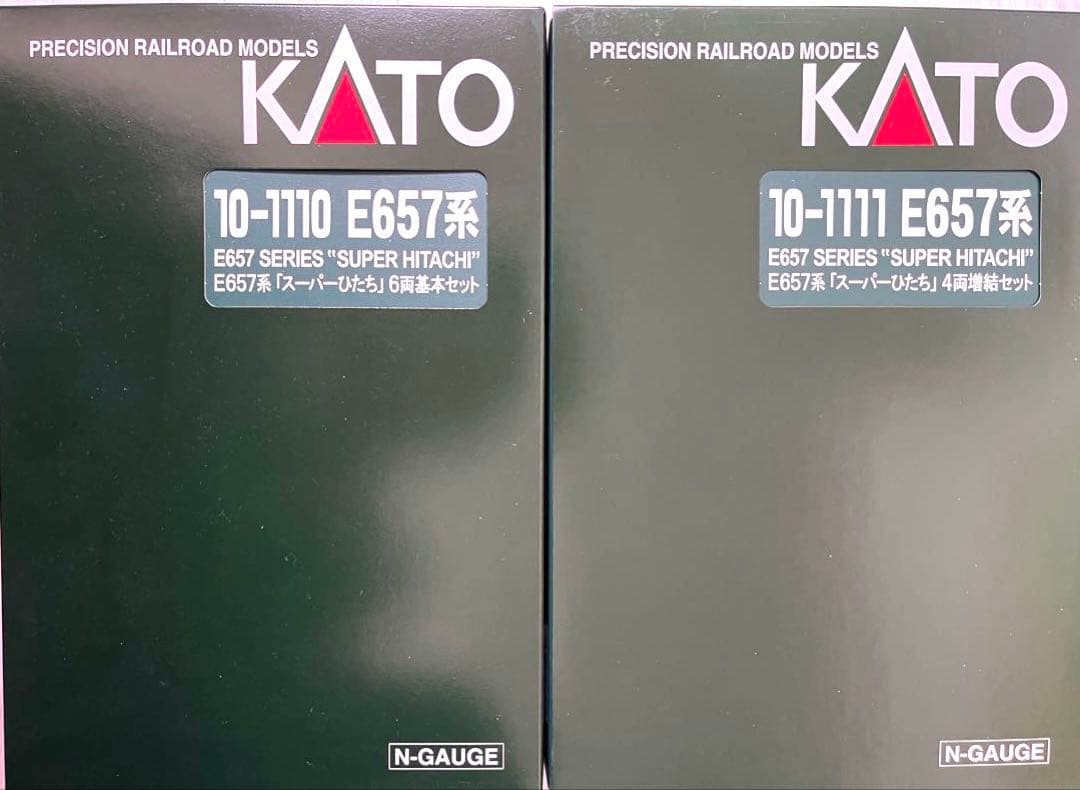 PRECISION RAILROAD MODELS
KATO
10-1110 E657系
E657 SERIES "SUPER HITACHI"
E657系「スーパーひたち」6両基本セット
N-GAUGE
PRECISION RAILROAD MODELS
KATO
10-1111 E657系
E657 SERIES "SUPER HITACHI"
E657系「スーパーひたち」4両増結セット
N-GAUGE